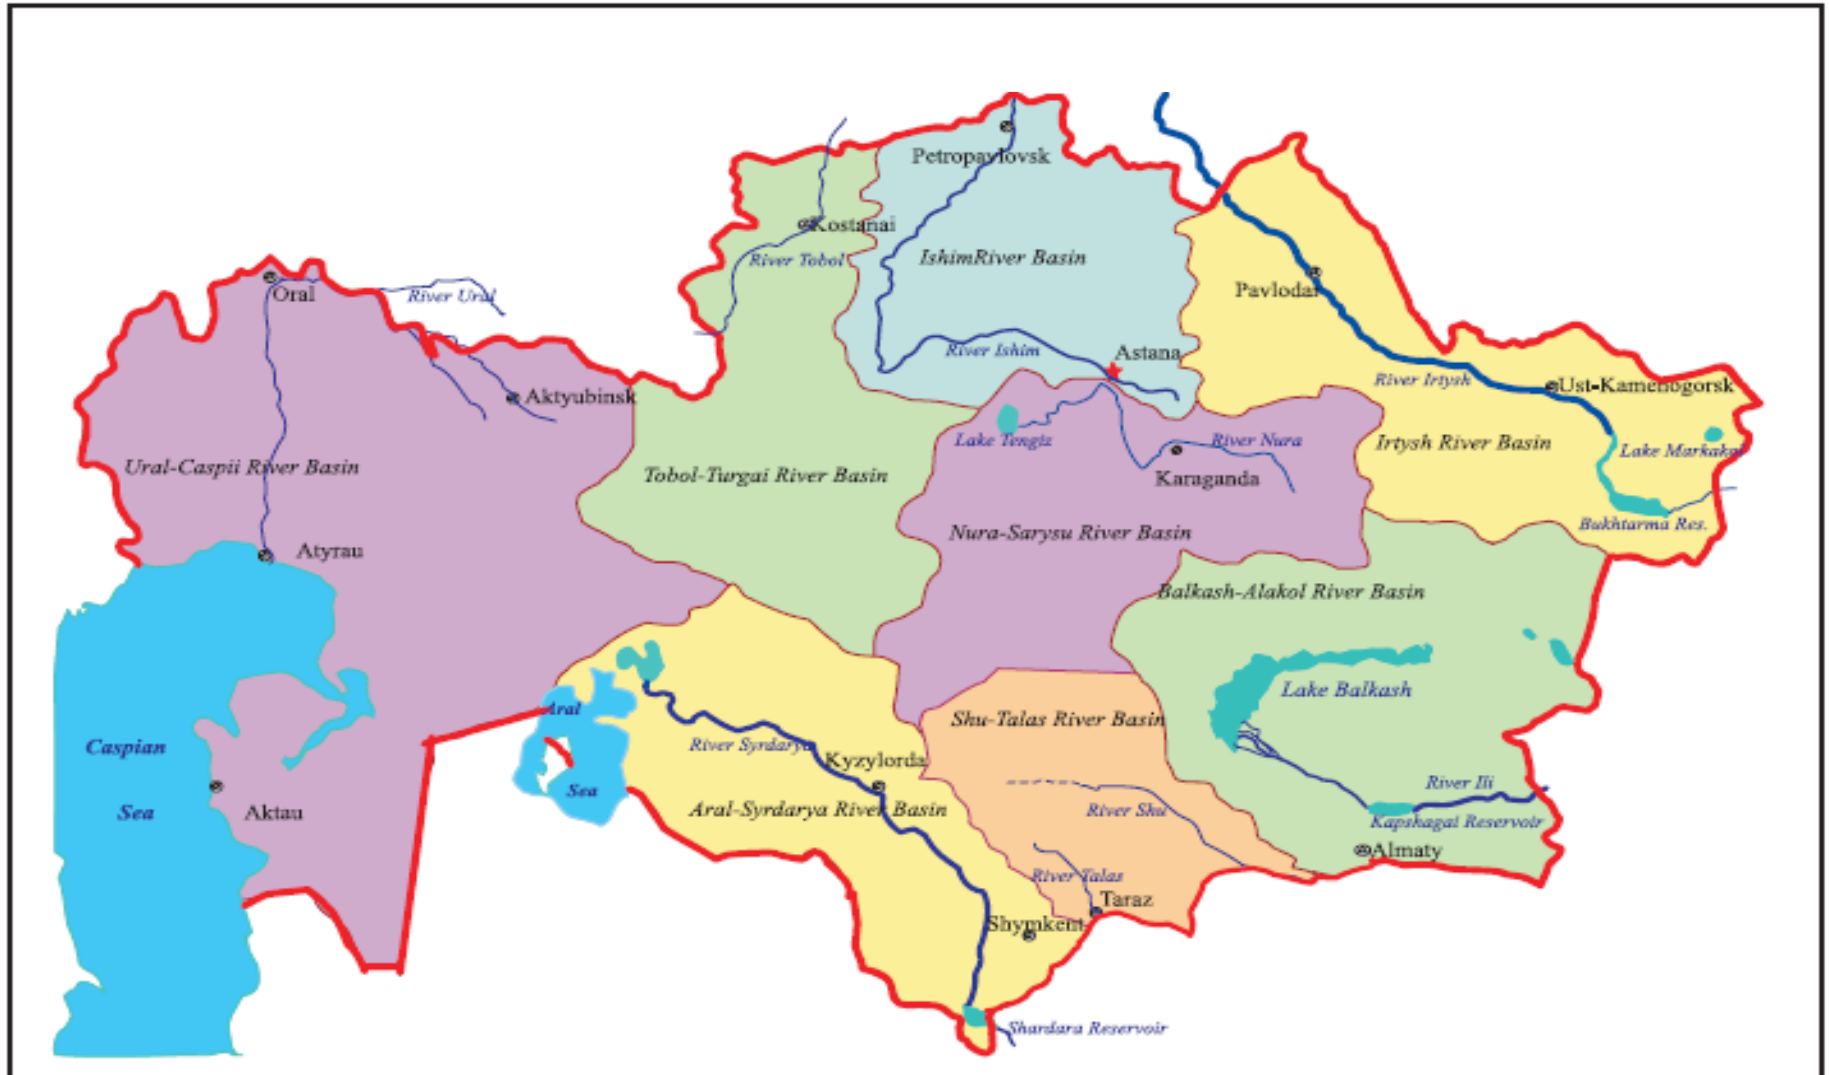 Petropavlovsk
Kostanai
River Tobol
IshimRiver Basin
Oral
River Ural
Pavlodar
River Ishim
Astana
River Irtysh
Ust-Kamenogorsk
Aktyubinsk
Lake Tengiz
River Nura
Irtysh River Basin
Lake Markakol
Ural-Caspii River Basin
Tobol-Turgai River Basin
Karaganda
Bukhtarma Res.
Nura-Sarysu River Basin
Atyrau
Balkash-Alakol River Basin
Lake Balkash
Aral
Shu-Talas River Basin
Caspian
River Syrdarya
Kyzylorda
River Ili
Sea
Sea
Aktau
Aral-Syrdarya River Basin
River Shu
Kapshagai Reservoir
Almaty
River Talas
Taraz
Shymkent
Shardara Reservoir